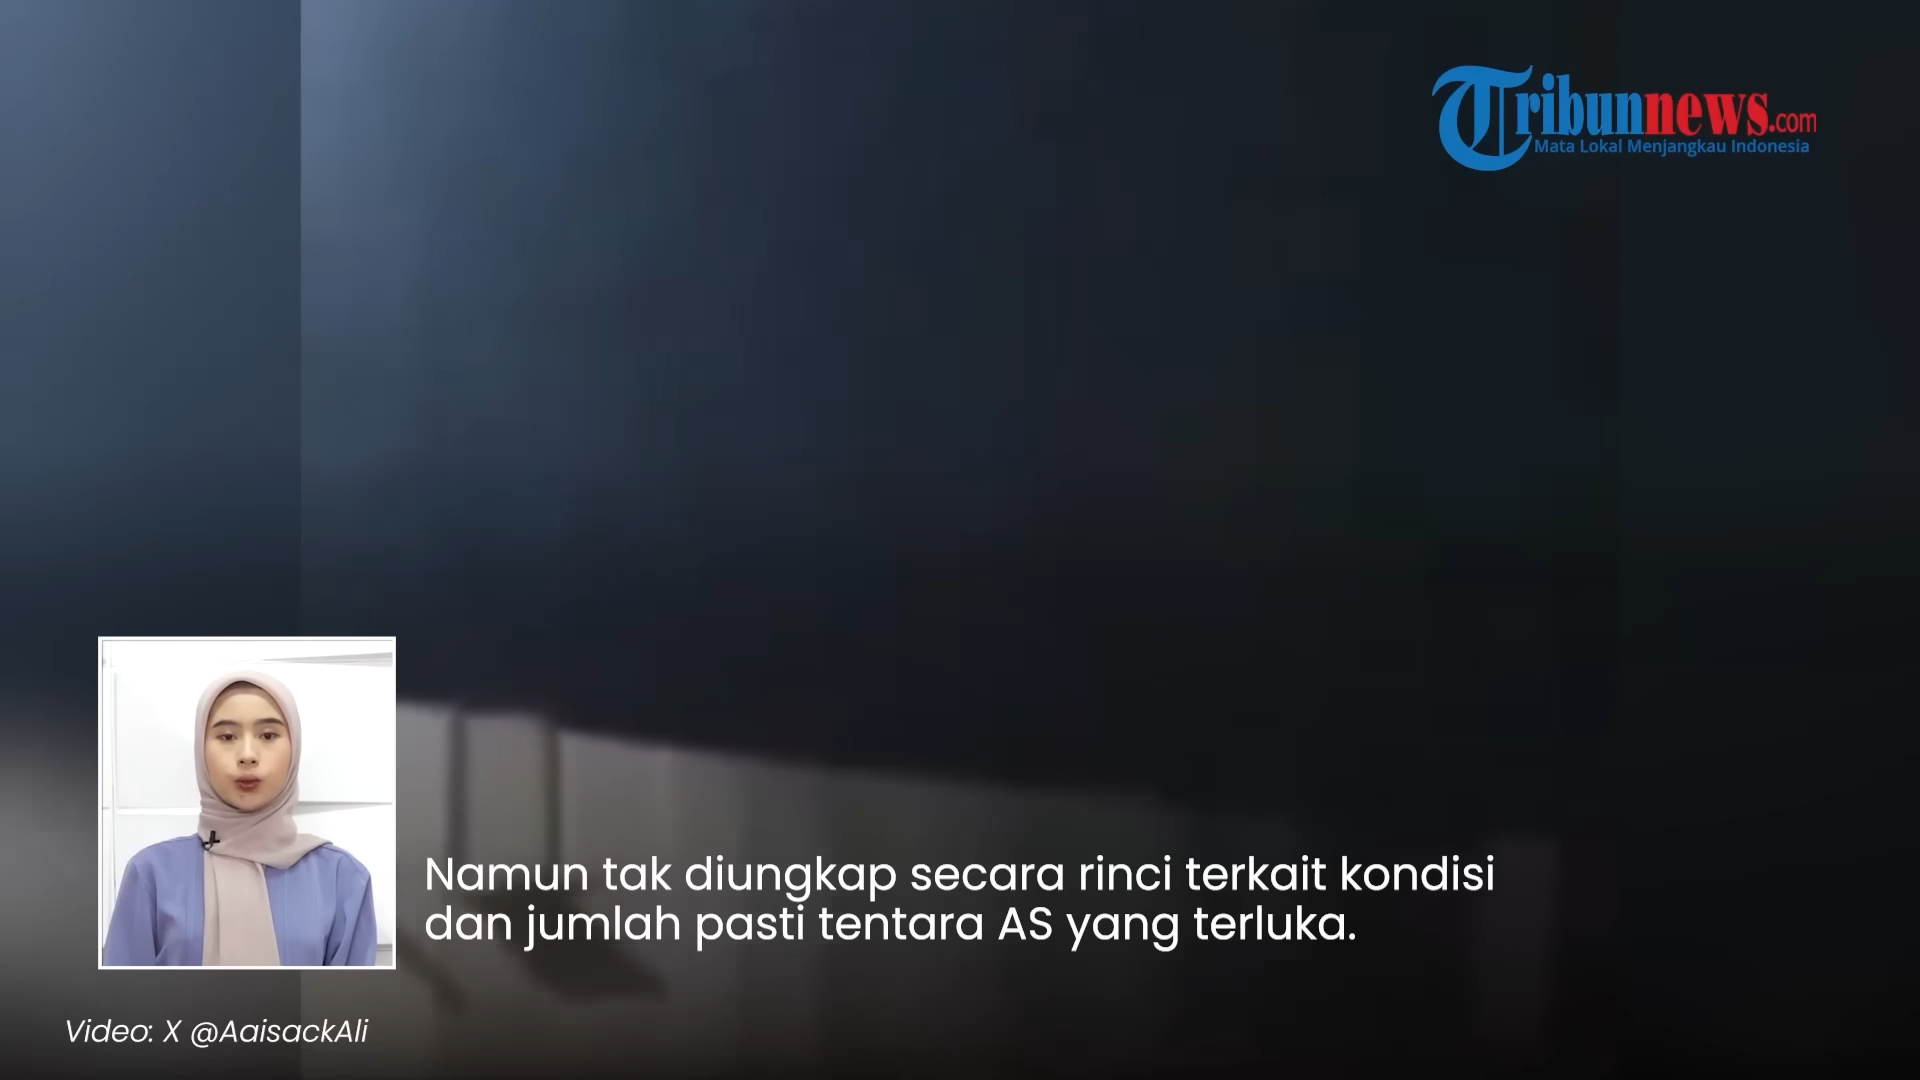 Tribunnews.com
Mata Lokal Menjangkau Indonesia
Namun tak diungkap secara rinci terkait kondisi
dan jumlah pasti tentara AS yang terluka.
Video: X @AaisackAli